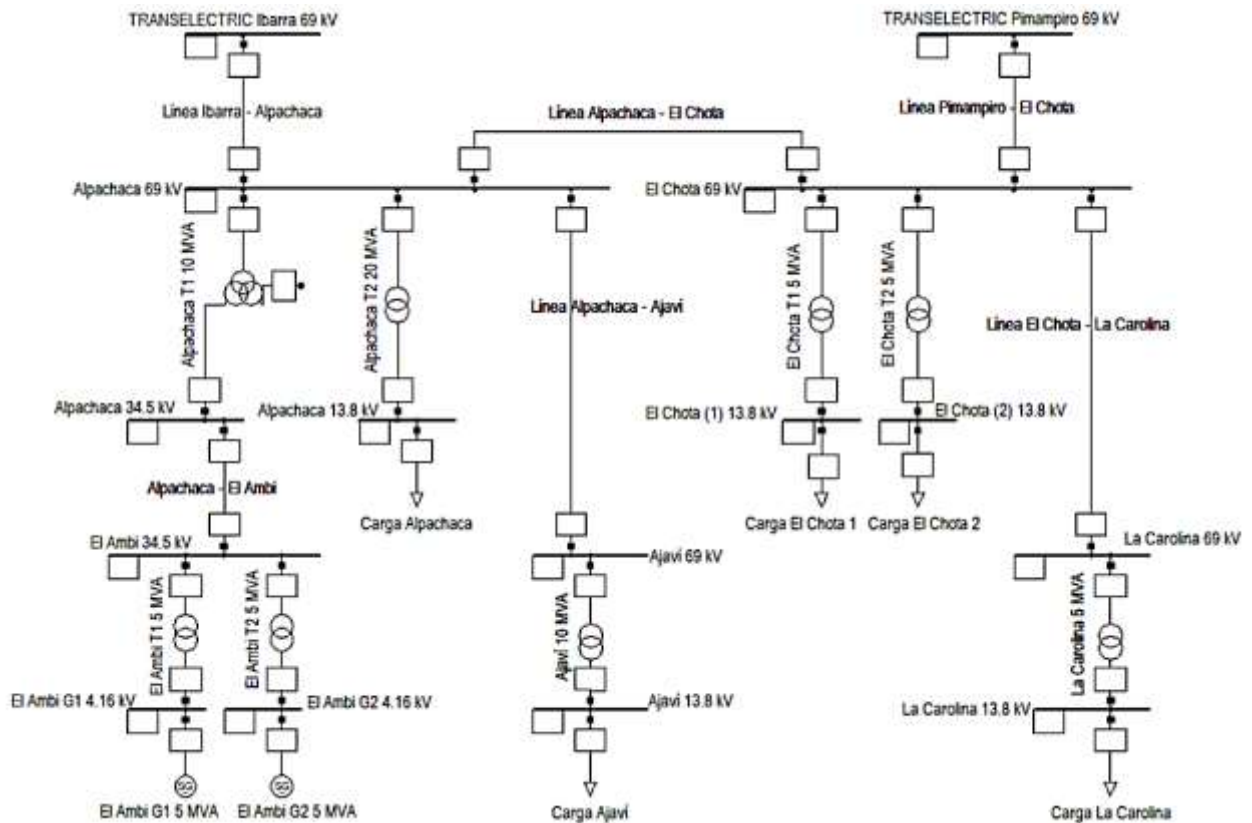 TRANSELECTRIC Ibarra 69 kV
TRANSELECTRIC Pimampiro 69 kV
Línea Ibarra - Alpachaca
Línea Alpachaca - El Chota
Línea Pimampiro - El Chota
Alpachaca 69 kV
El Chota 69 kV
Alpachaca T1 10 MVA
Alpachaca T2 20 MVA
Línea Alpachaca - Ajaví
El Chota T1 5 MVA
El Chota T2 5 MVA
Línea El Chota - La Carolina
Alpachaca 34.5 kV
Alpachaca 13.8 kV
El Chota (1) 13.8 kV
El Chota (2) 13.8 kV
Alpachaca - El Ambi
Carga Alpachaca
Carga El Chota 1
Carga El Chota 2
El Ambi 34.5 kV
Ajaví 69 kV
La Carolina 69 kV
El Ambi T1 5 MVA
El Ambi T2 5 MVA
Ajaví 10 MVA
La Carolina 5 MVA
El Ambi G1 4.16 kV
El Ambi G2 4.16 kV
Ajaví 13.8 kV
La Carolina 13.8 kV
El Ambi G1 5 MVA
El Ambi G2 5 MVA
Carga Ajaví
Carga La Carolina